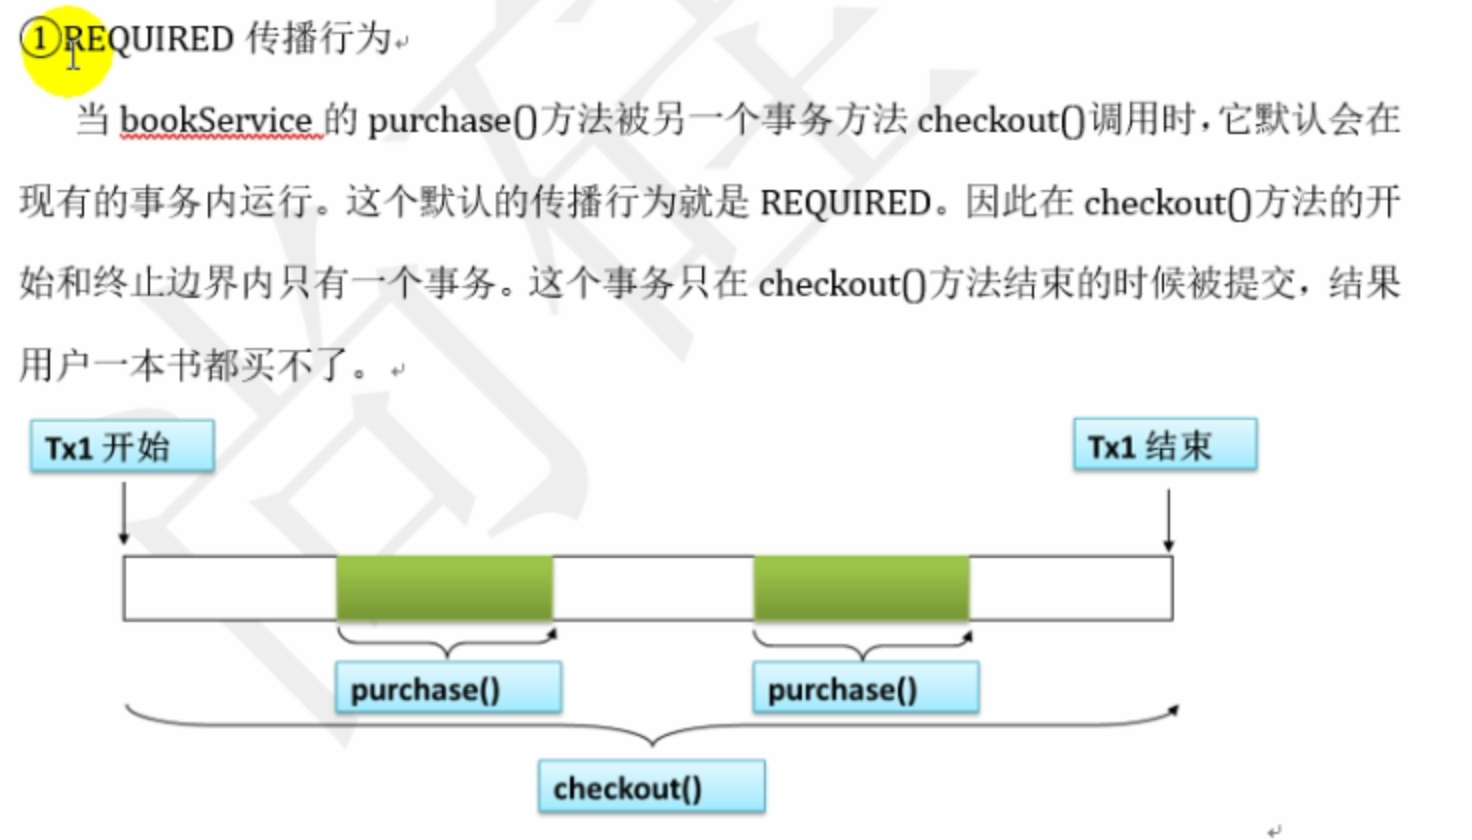 ①REQUIRED 传播行为
当 bookService 的 purchase()方法被另一个事务方法 checkout()调用时，它默认会在
现有的事务内运行。这个默认的传播行为就是 REQUIRED。因此在 checkout()方法的开
始和终止边界内只有一个事务。这个事务只在 checkout()方法结束的时候被提交，结果
用户一本书都买不了。
Tx1 开始
Tx1 结束
purchase()
purchase()
checkout()